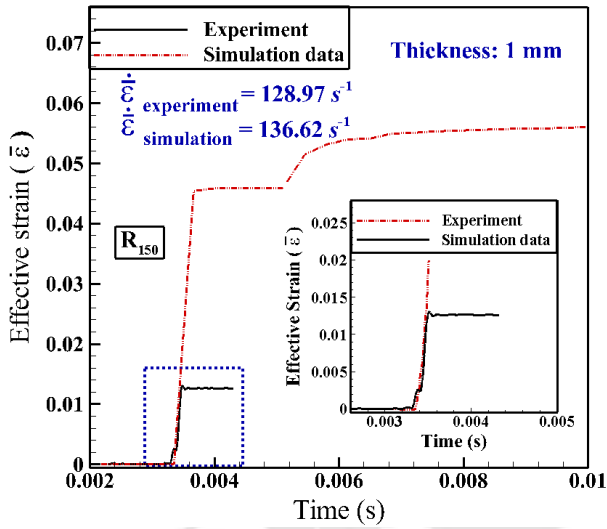 Experiment
Simulation data
Thickness: 1 mm
ε̄̇ experiment = 128.97 s⁻¹
ε̄̇ simulation = 136.62 s⁻¹
R150
Effective strain ( ε̄ )
0.07
0.06
0.05
0.04
0.03
0.02
0.01
0
0.002
0.004
0.006
0.008
0.01
Time (s)
Experiment
Simulation data
Effective Strain ( ε̄ )
0.025
0.02
0.015
0.01
0.005
0
0.003
0.004
0.005
Time (s)